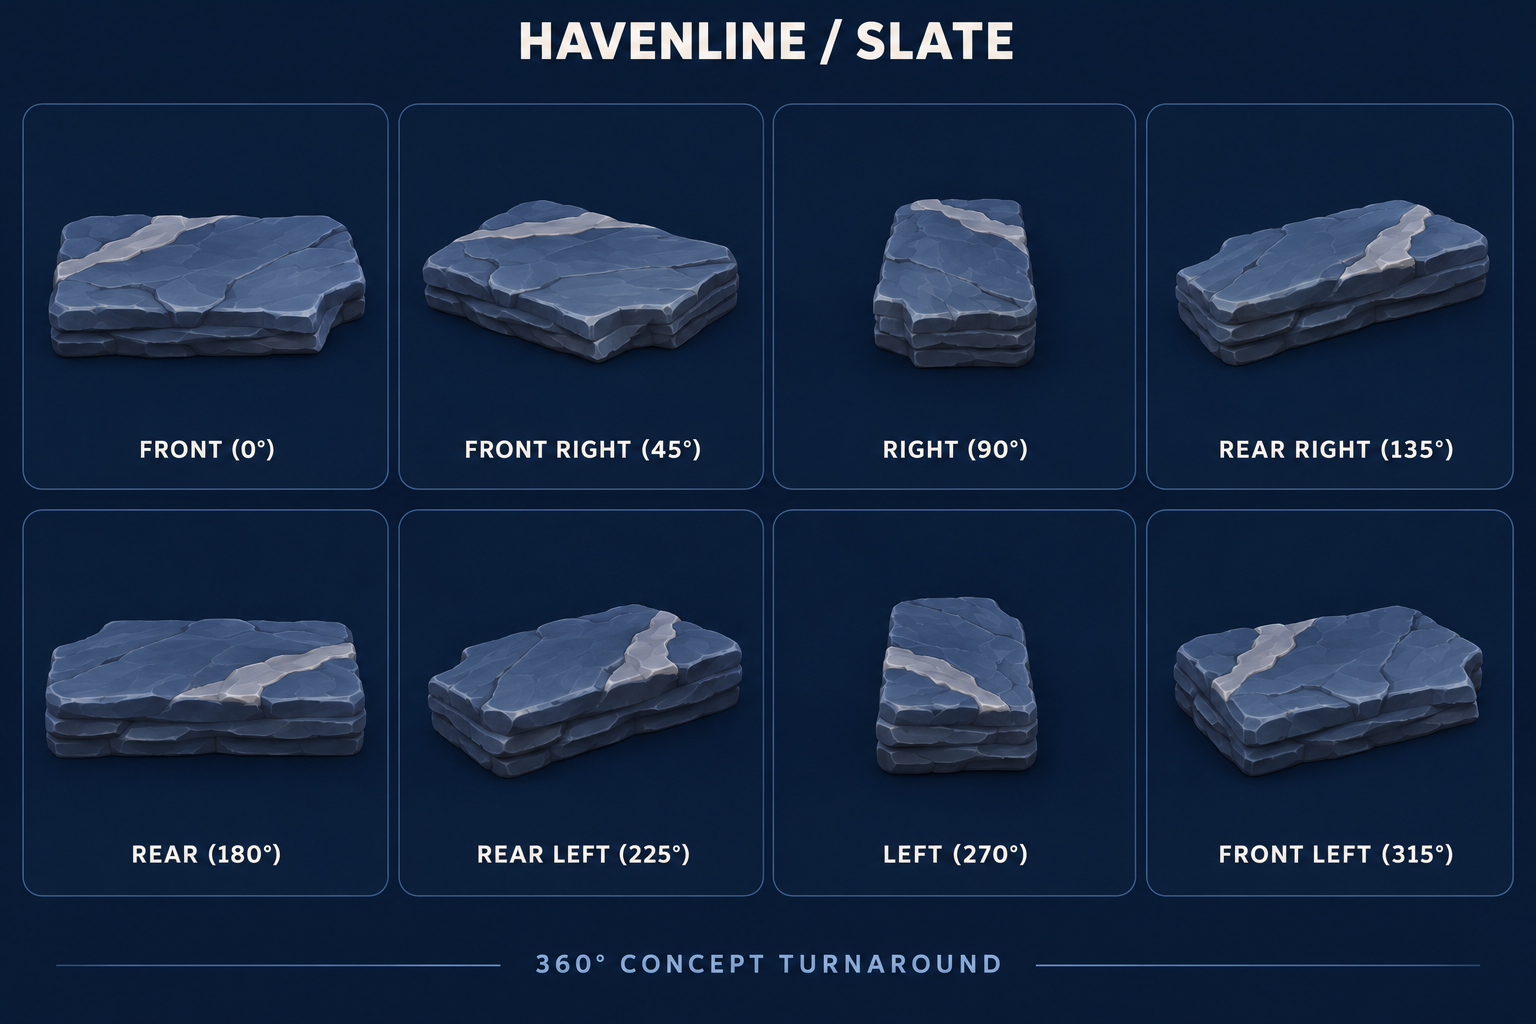 HAVENLINE / SLATE
FRONT (0°)
FRONT RIGHT (45°)
RIGHT (90°)
REAR RIGHT (135°)
REAR (180°)
REAR LEFT (225°)
LEFT (270°)
FRONT LEFT (315°)
360° CONCEPT TURNAROUND